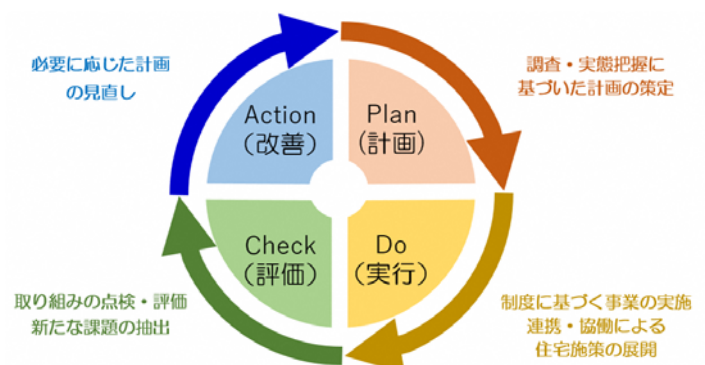 必要に応じた計画
の見直し
調査・実態把握に
基づいた計画の策定
Action
（改善）
Plan
（計画）
Check
（評価）
Do
（実行）
取り組みの点検・評価
新たな課題の抽出
制度に基づく事業の実施
連携・協働による
住宅施策の展開